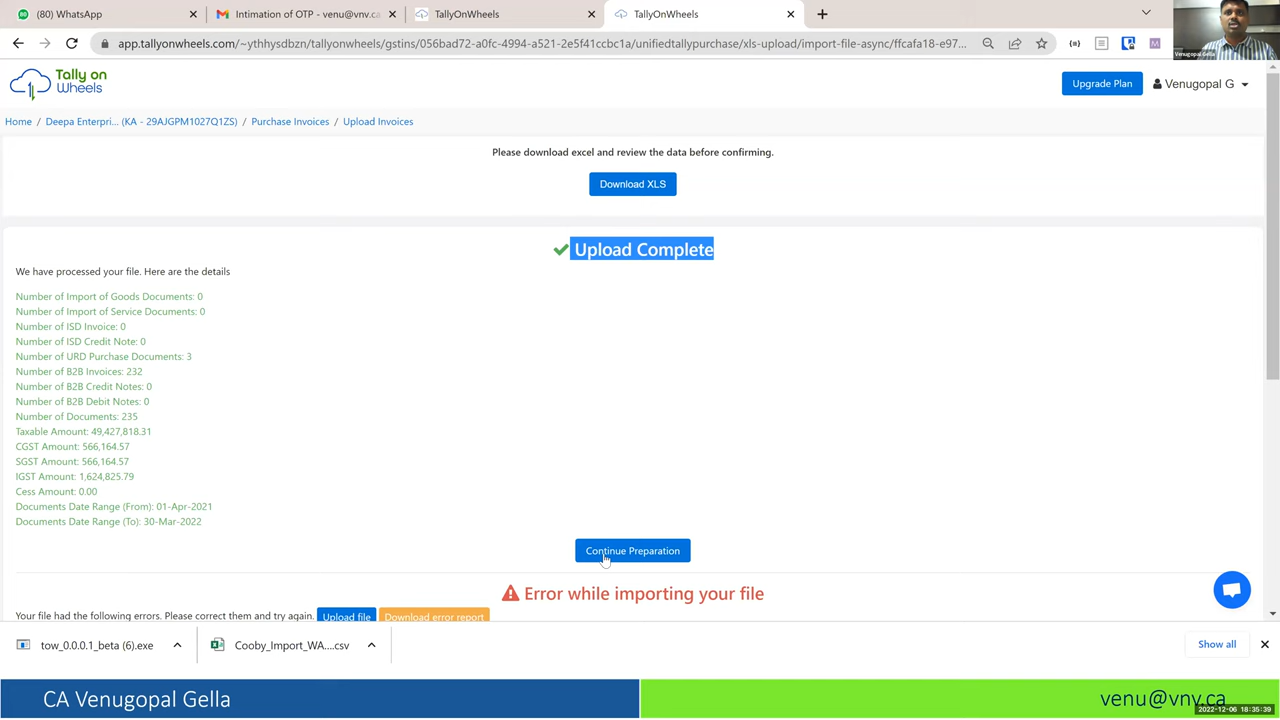 (80) WhatsApp
Intimation of OTP - venu@vnv.ca
TallyOnWheels
TallyOnWheels
app.tallyonwheels.com/~ythhysdbzn/tallyonwheels/gstins/056bad72-a0fc-4994-a521-2e5f41ccbc1a/unifiedtallypurchase/xls-upload/import-file-async/ffcafa18-e97...
Venugopal Gella
Tally on Wheels
Upgrade Plan
Venugopal G
Home / Deepa Enterpri... (KA - 29AJGPM1027Q1ZS) / Purchase Invoices / Upload Invoices
Please download excel and review the data before confirming.
Download XLS
Upload Complete
We have processed your file. Here are the details
Number of Import of Goods Documents: 0
Number of Import of Service Documents: 0
Number of ISD Invoice: 0
Number of ISD Credit Note: 0
Number of URD Purchase Documents: 3
Number of B2B Invoices: 232
Number of B2B Credit Notes: 0
Number of B2B Debit Notes: 0
Number of Documents: 235
Taxable Amount: 49,427,818.31
CGST Amount: 566,164.57
SGST Amount: 566,164.57
IGST Amount: 1,624,825.79
Cess Amount: 0.00
Documents Date Range (From): 01-Apr-2021
Documents Date Range (To): 30-Mar-2022
Continue Preparation
Error while importing your file
Your file had the following errors. Please correct them and try again. Upload file Download error report
tow_0.0.0.1_beta (6).exe
Cooby_Import_WA....csv
Show all
CA Venugopal Gella
venu@vnv.ca
2022-12-06 18:35:39